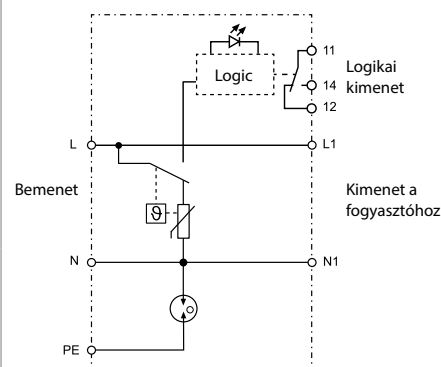 11
Logic
Logikai
kimenet
14
12
L
L1
Bemenet
Kimenet a
fogyasztóhoz
ϑ
N
N1
PE